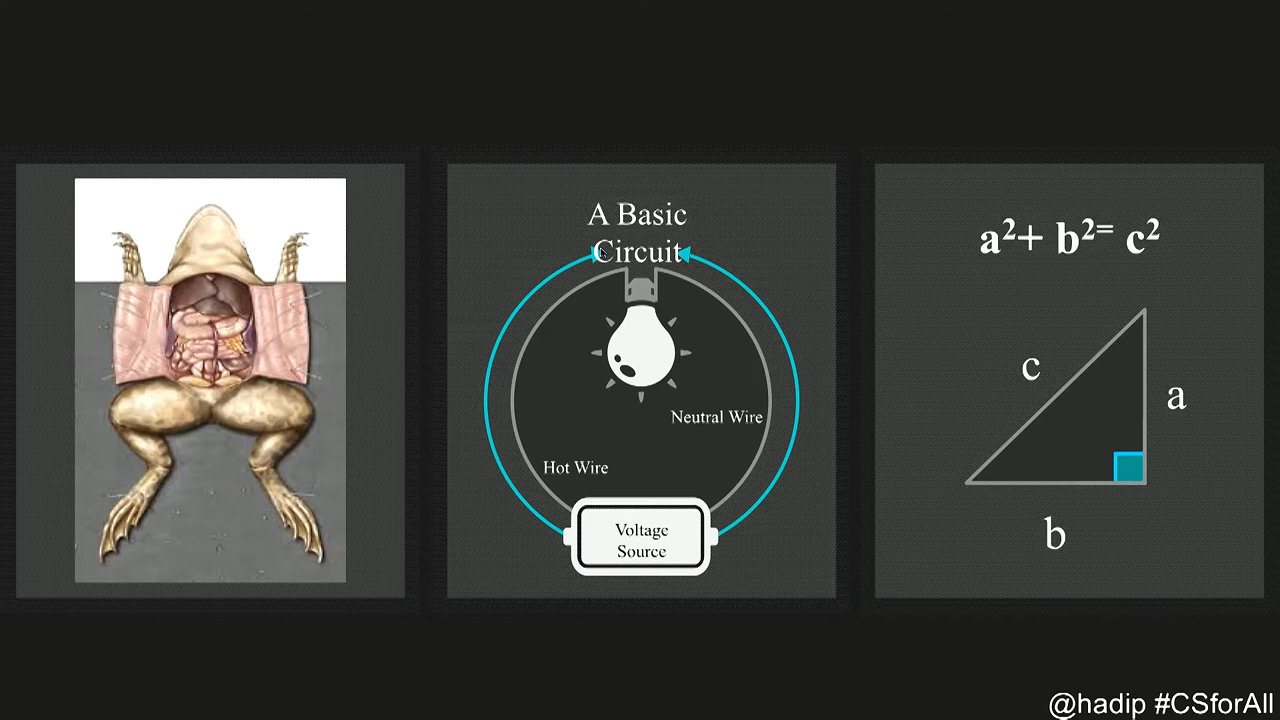 A Basic
Circuit
Neutral Wire
Hot Wire
Voltage
Source
a²+ b²⁼ c²
c
a
b
@hadip #CSforAll